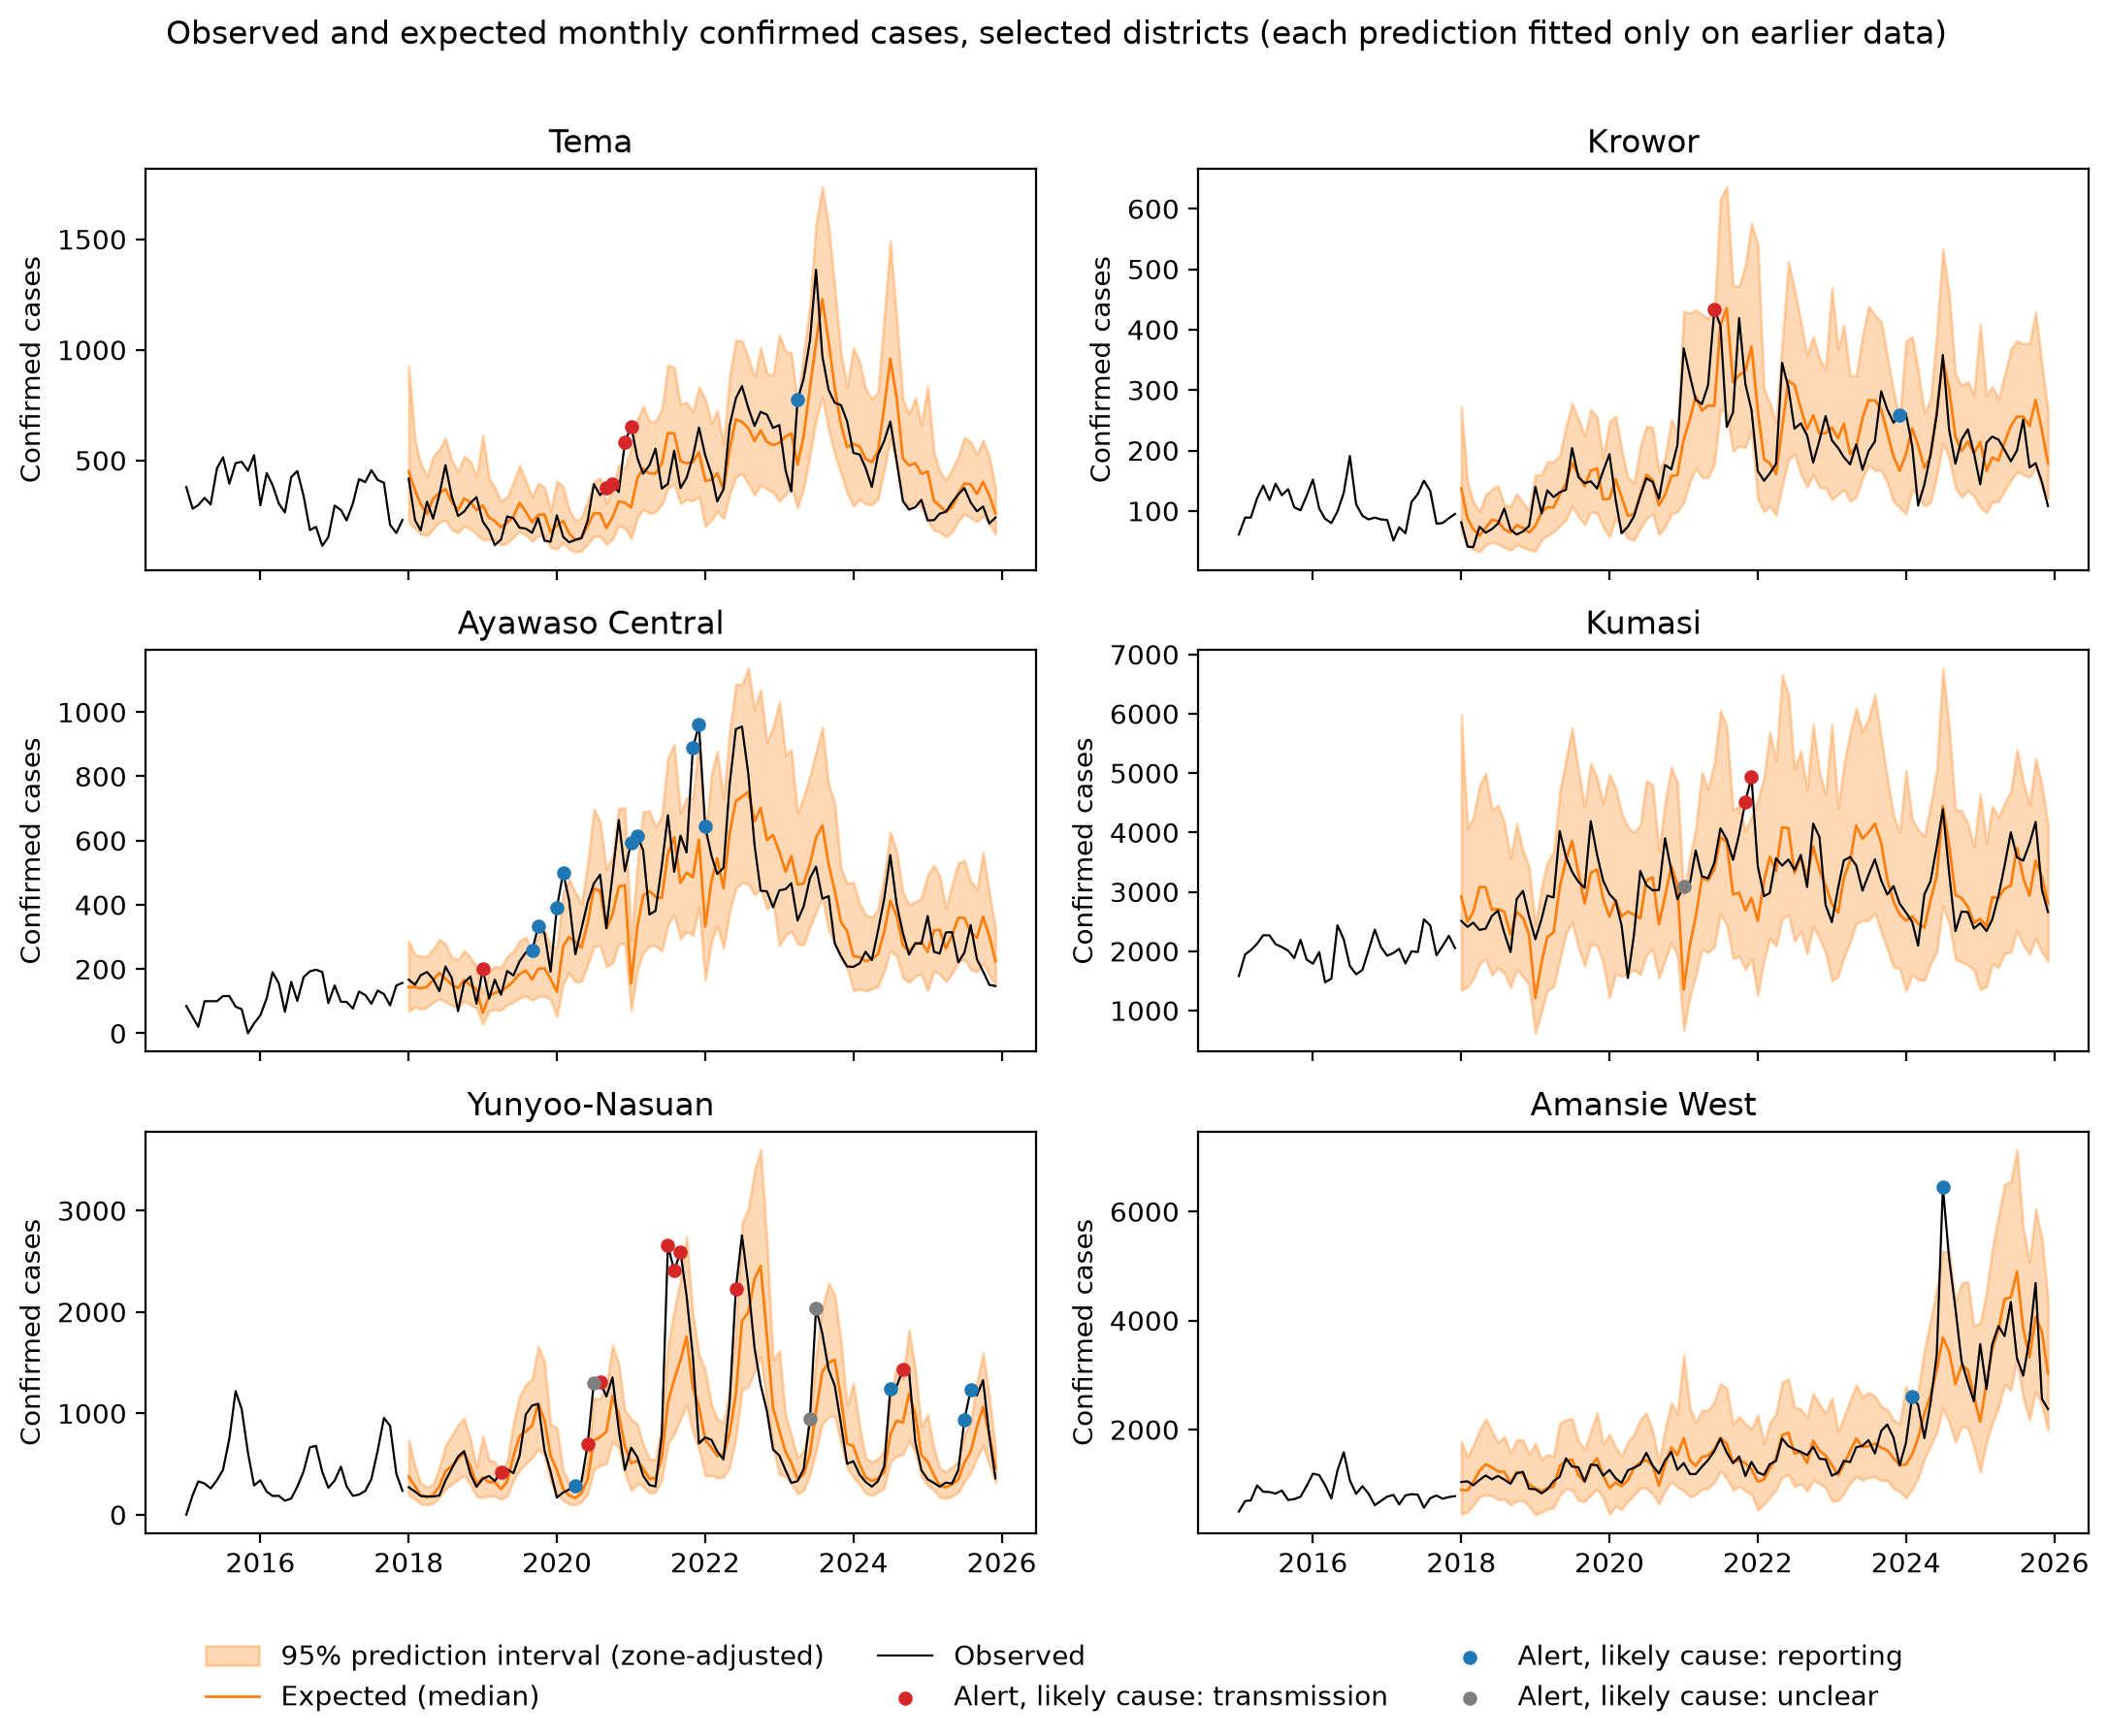 Observed and expected monthly confirmed cases, selected districts (each prediction fitted only on earlier data)
Tema
Confirmed cases
1500
1000
500
Krowor
Confirmed cases
600
500
400
300
200
100
Ayawaso Central
Confirmed cases
1000
800
600
400
200
0
Kumasi
Confirmed cases
7000
6000
5000
4000
3000
2000
1000
Yunyoo-Nasuan
Confirmed cases
3000
2000
1000
0
2016 2018 2020 2022 2024 2026
Amansie West
Confirmed cases
6000
4000
2000
2016 2018 2020 2022 2024 2026
95% prediction interval (zone-adjusted)
Expected (median)
Observed
Alert, likely cause: transmission
Alert, likely cause: reporting
Alert, likely cause: unclear